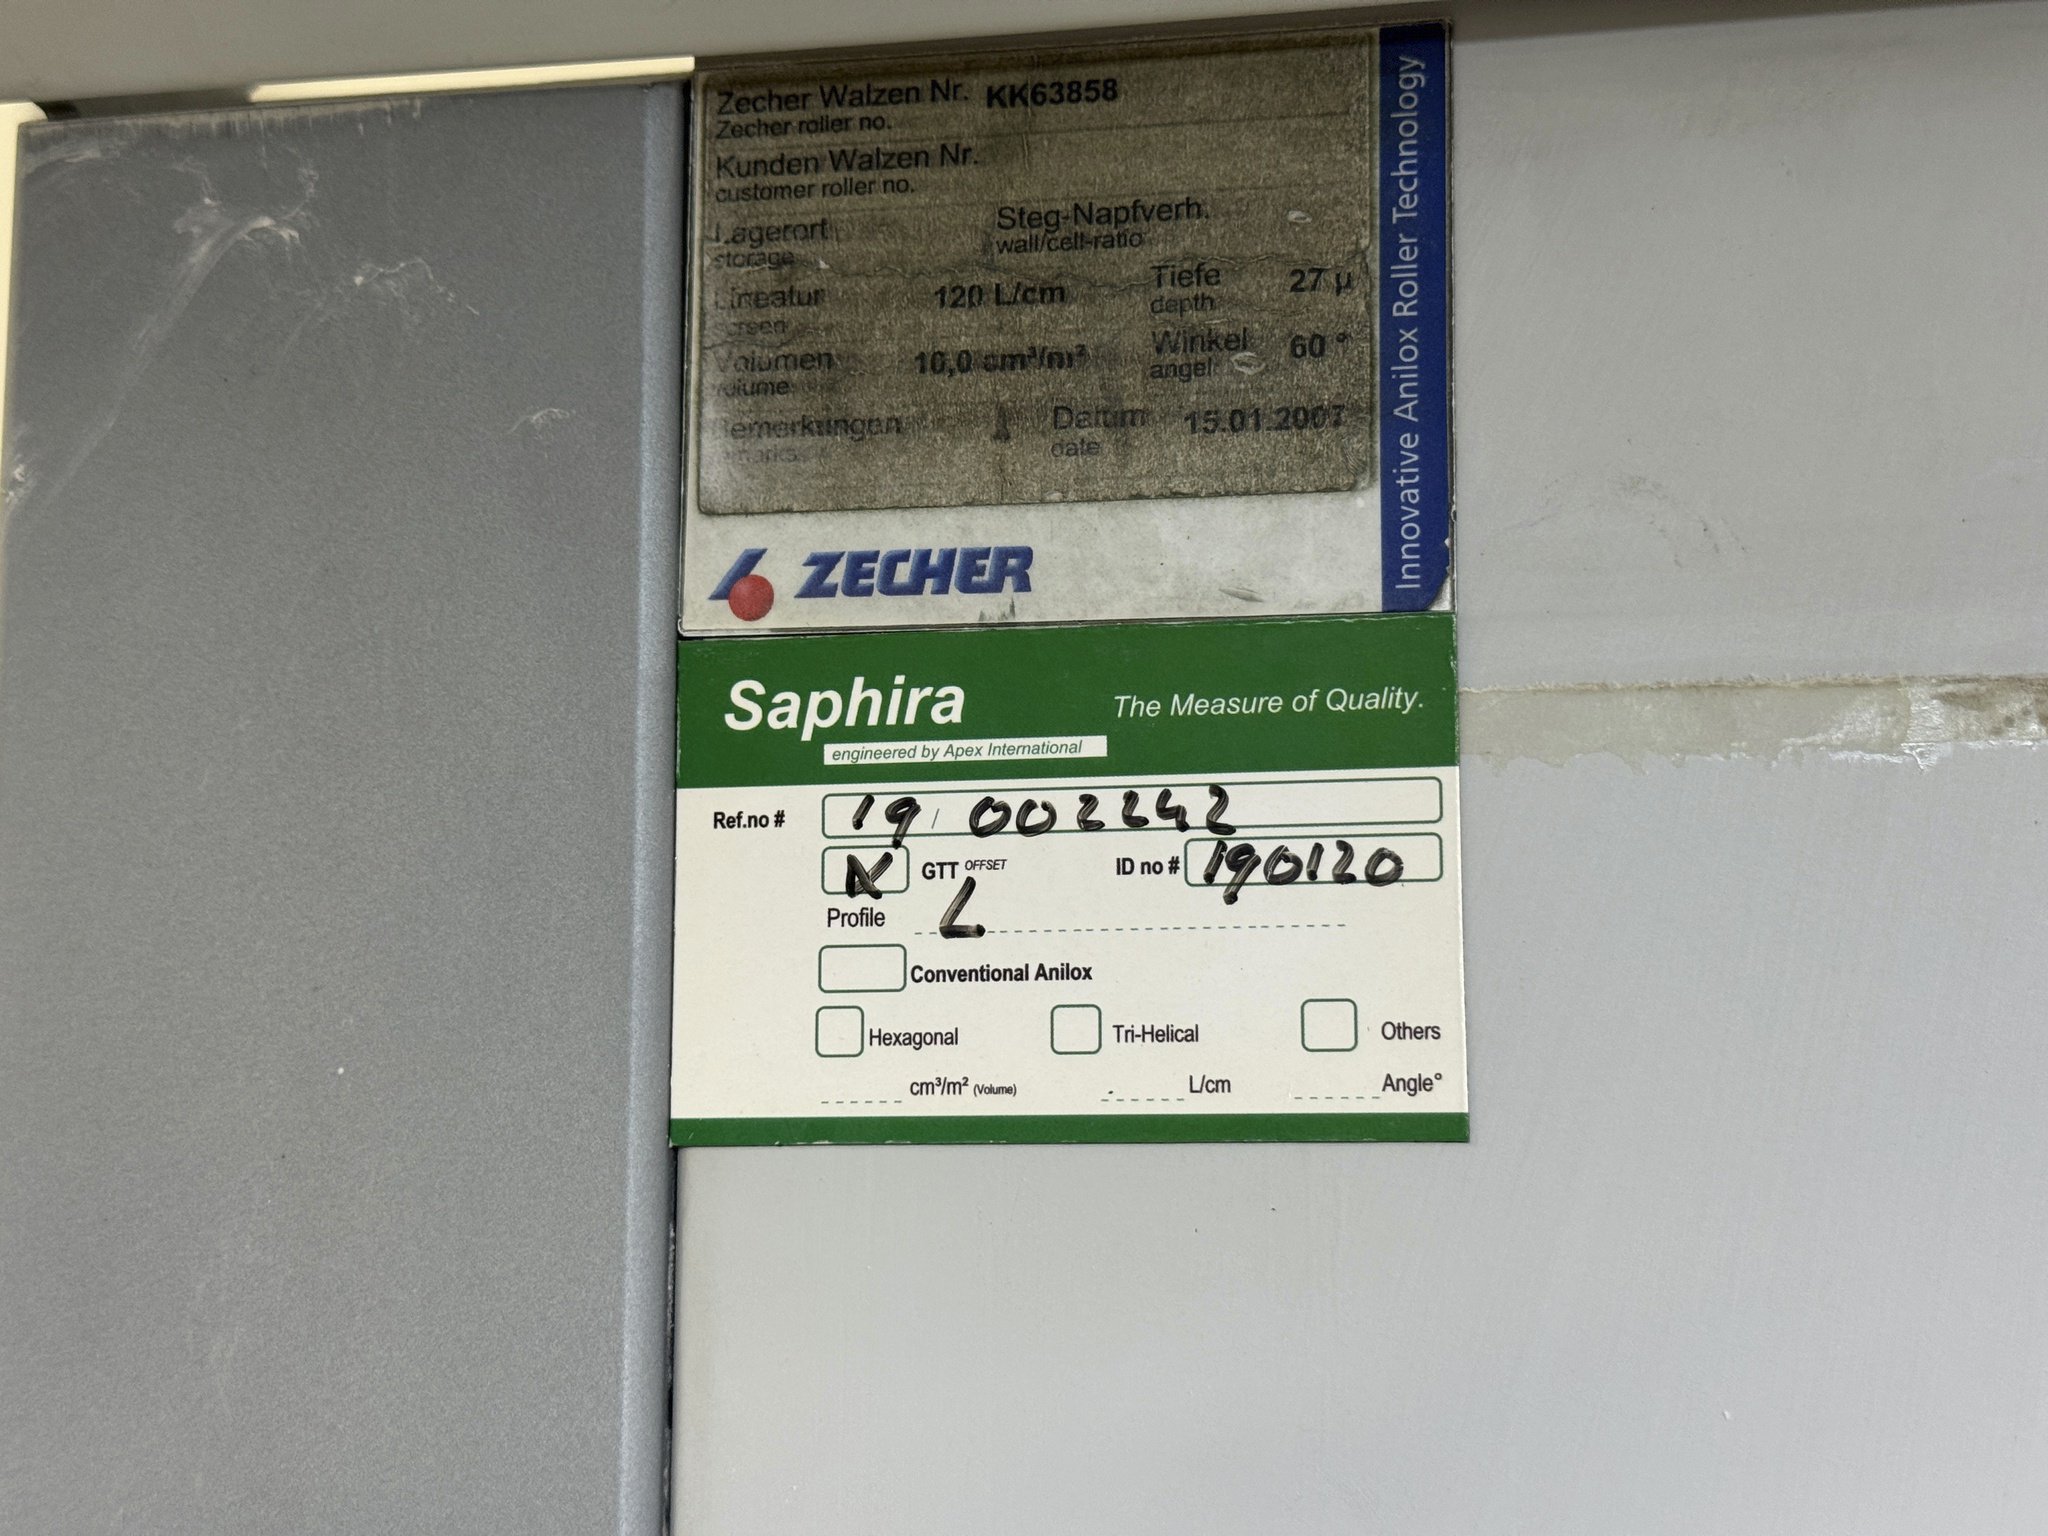 Zecher Walzen Nr. KK63858
Zecher roller no.
Kunden Walzen Nr.
customer roller no.
Lagerort Steg-Napfverh.
storage wall/cell-ratio
Lineatur 120 L/cm Tiefe 27 µ
screen depth
Volumen 10,0 cm³/m² Winkel 60 °
volume angel
Bemerkungen Datum 15.01.2007
remarks date
ZECHER
Innovative Anilox Roller Technology
Saphira The Measure of Quality.
engineered by Apex International
Ref.no # 19 / 002242
X GTT OFFSET ID no # 190120
Profile L
Conventional Anilox
Hexagonal Tri-Helical Others
cm³/m² (Volume) L/cm Angle°